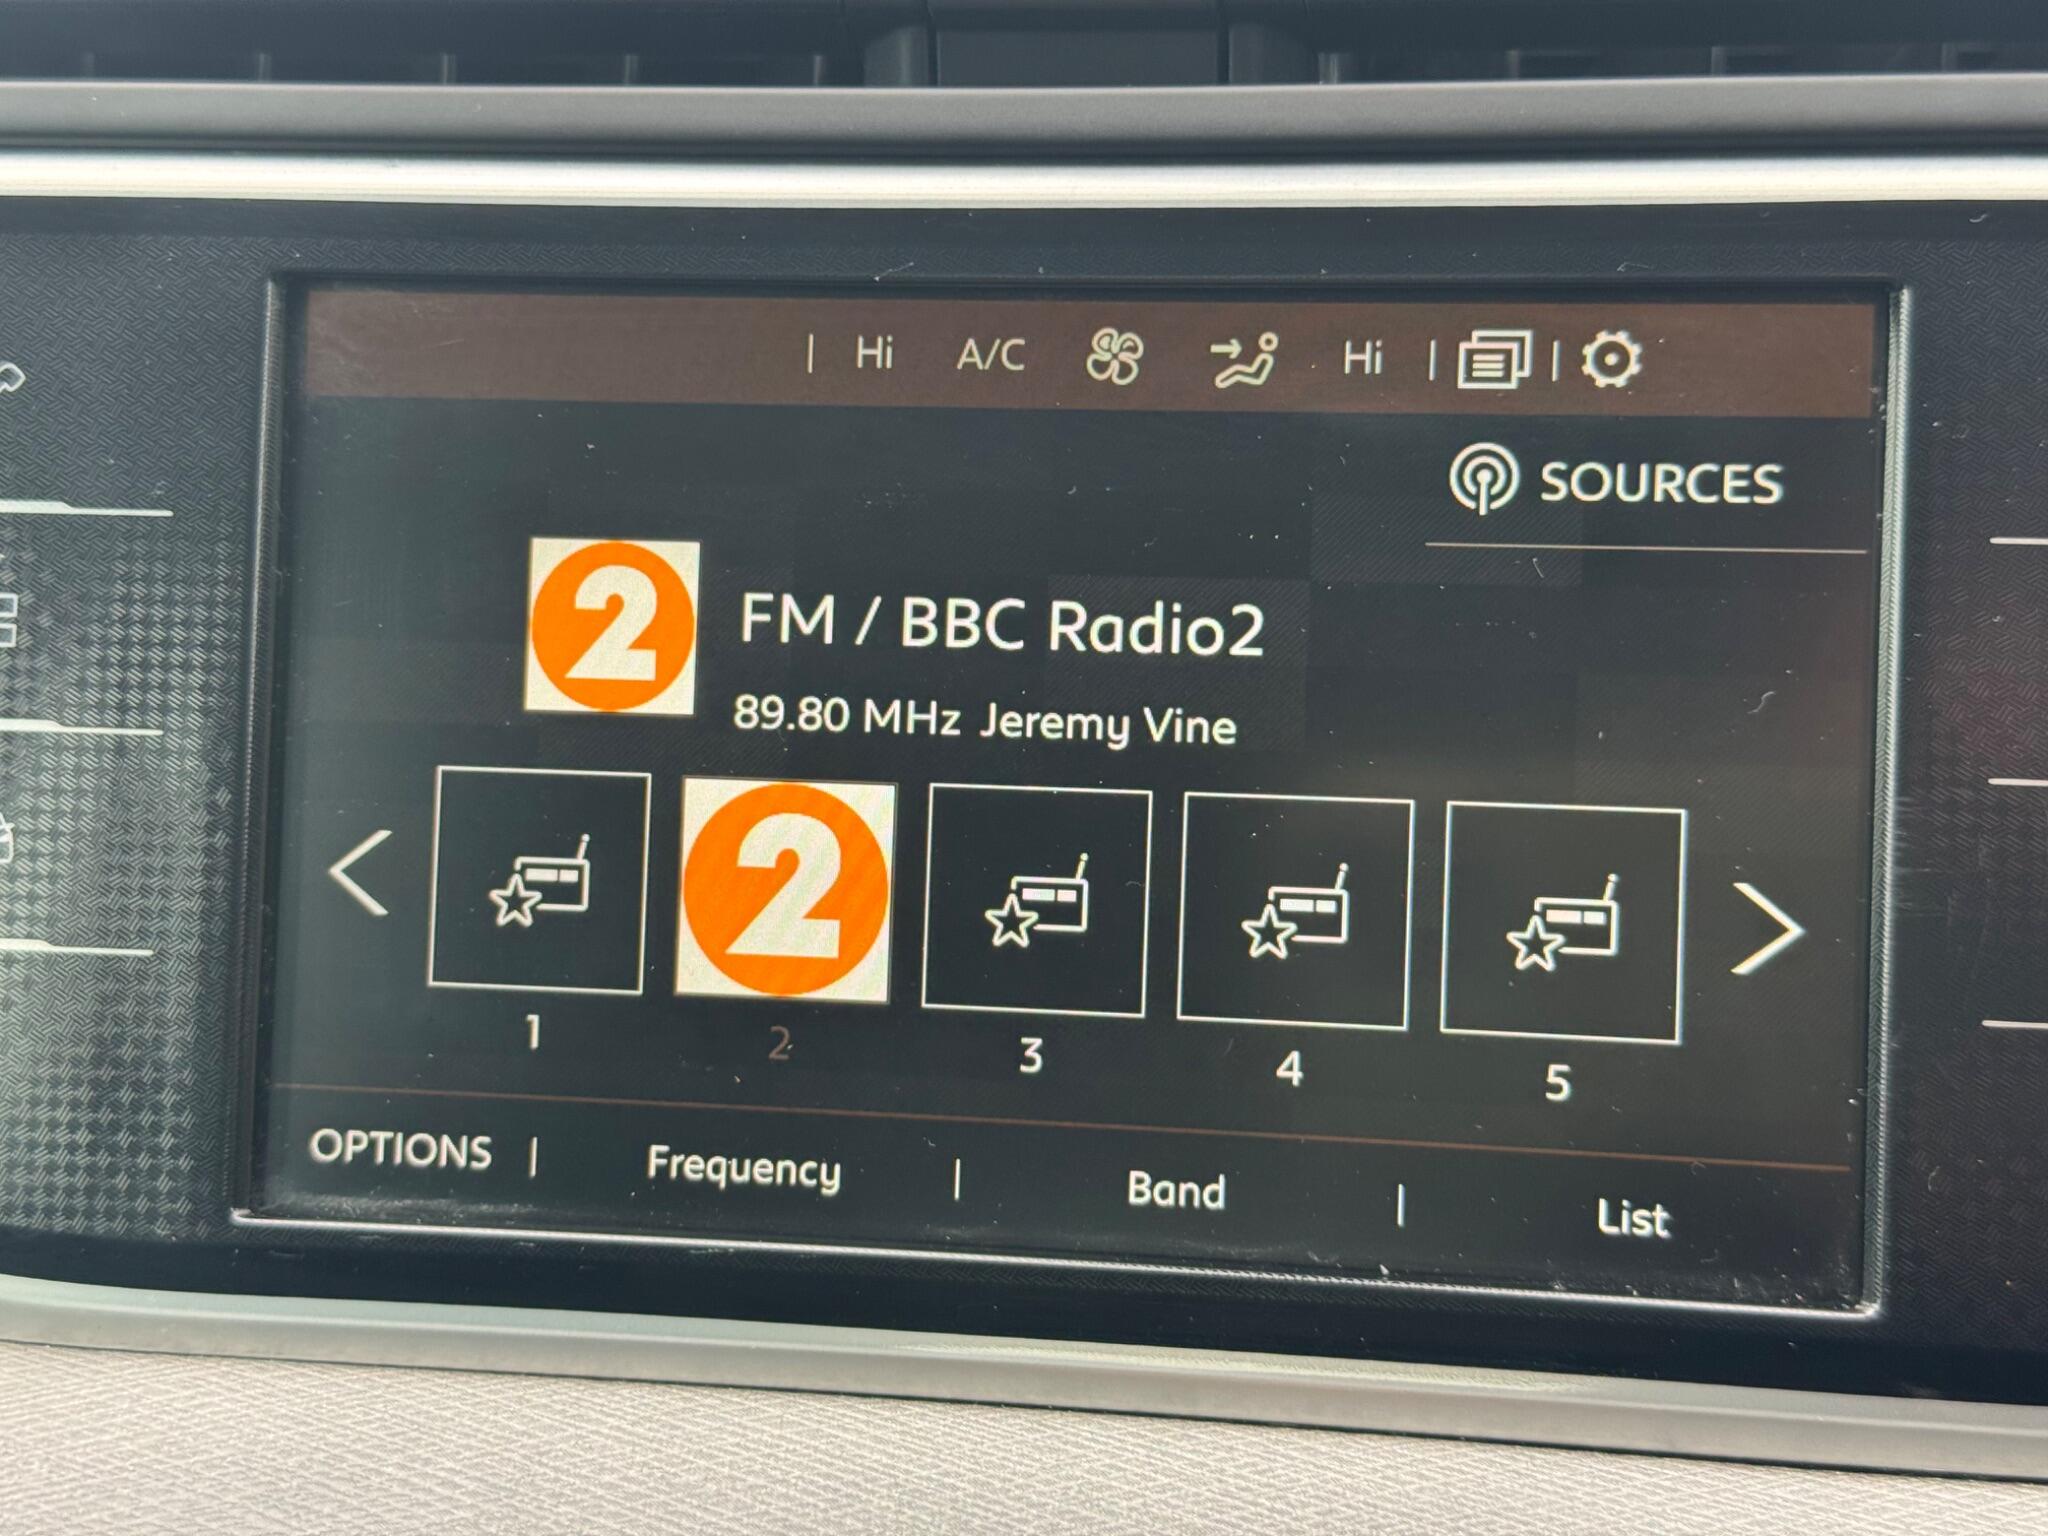 Hi A/C Hi
SOURCES
2
FM / BBC Radio2
89.80 MHz Jeremy Vine
2
1 2 3 4 5
OPTIONS | Frequency | Band | List